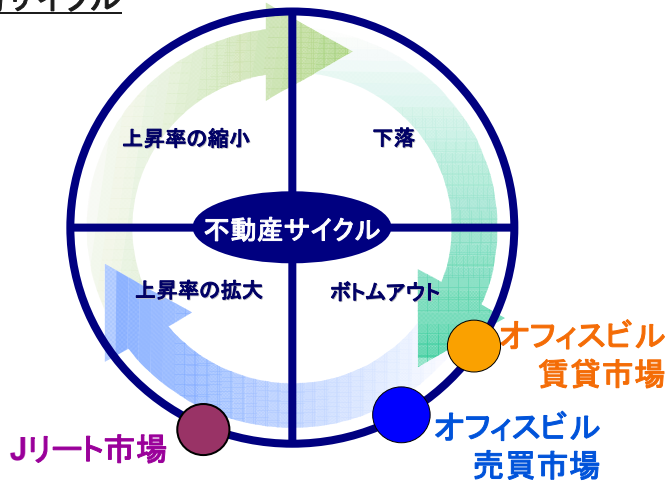 サイクル
上昇率の縮小
下落
不動産サイクル
上昇率の拡大
ボトムアウト
オフィスビル
賃貸市場
オフィスビル
売買市場
Jリート市場